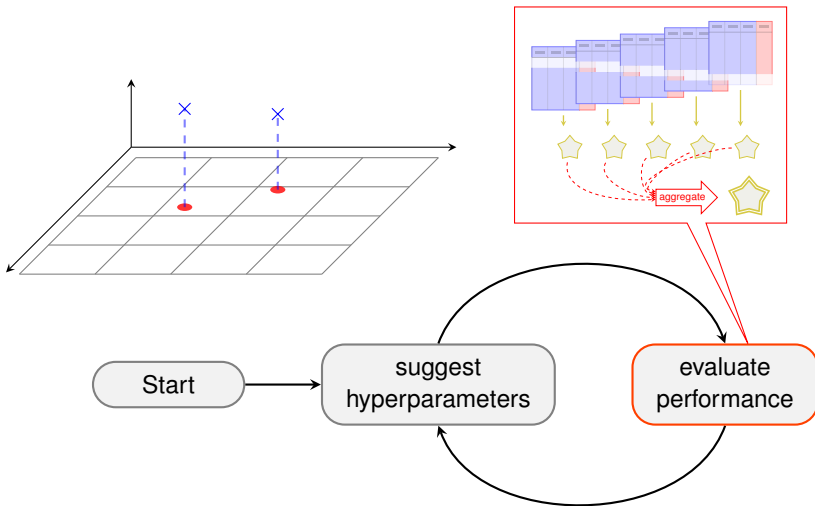 aggregate
Start
suggest
hyperparameters
evaluate
performance